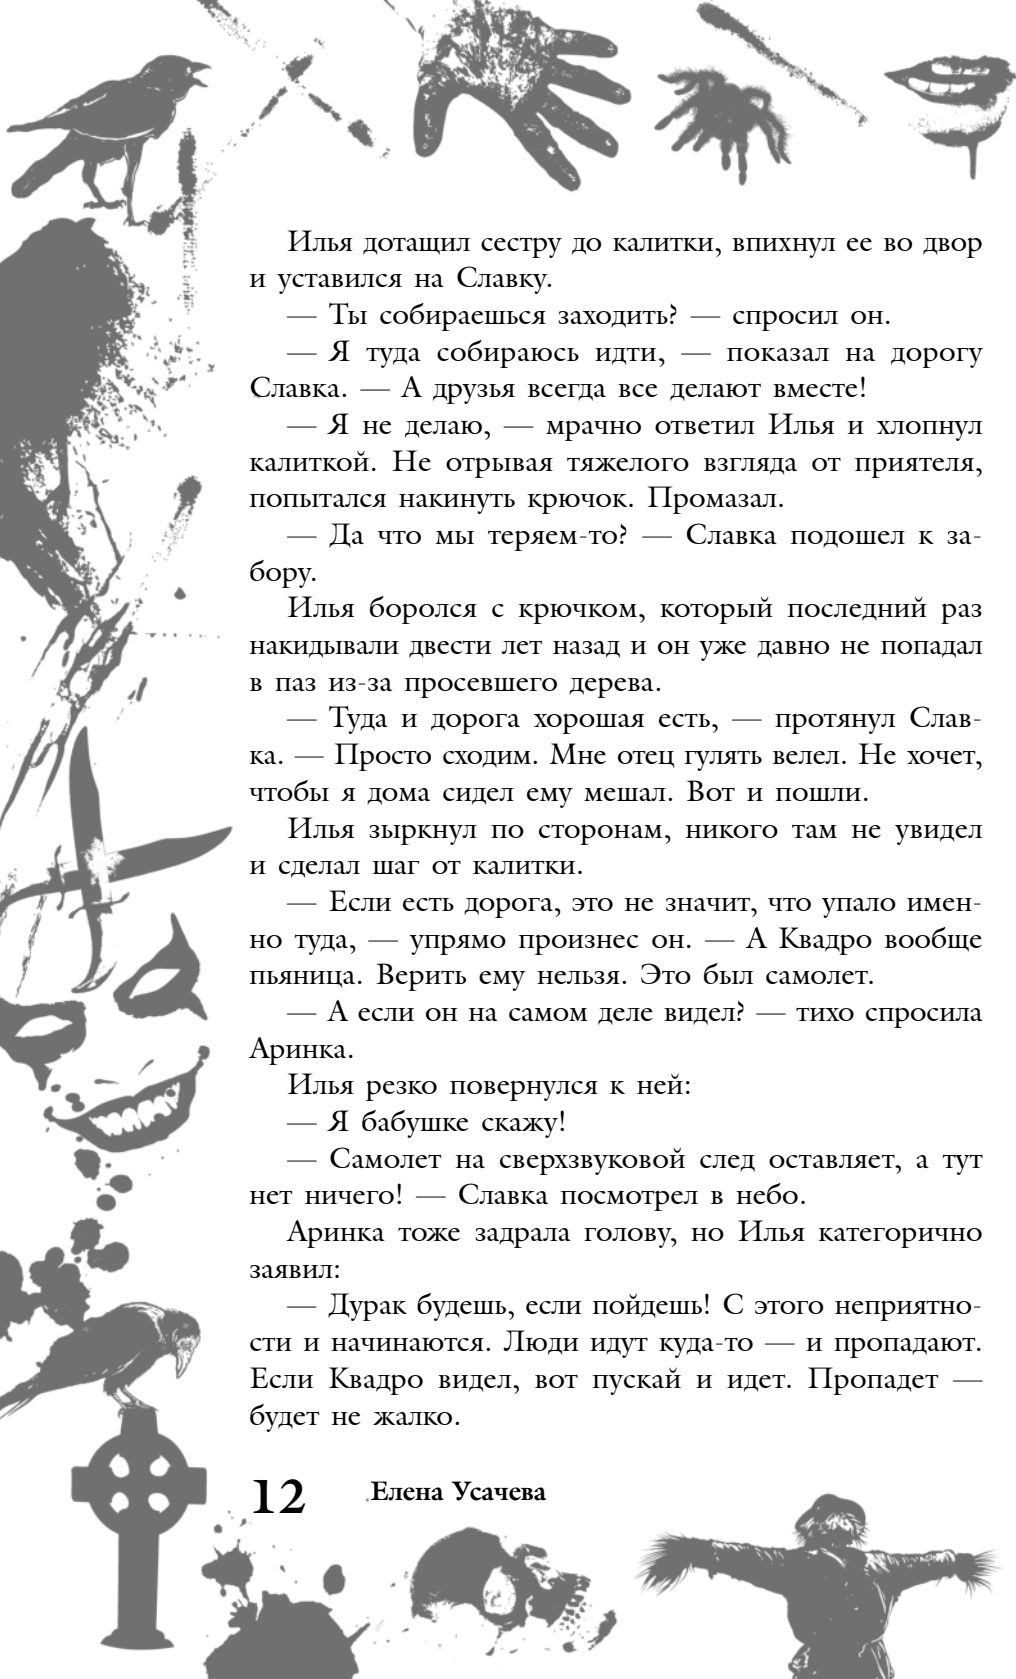 Илья дотащил сестру до калитки, впихнул ее во двор
и уставился на Славку.
— Ты собираешься заходить? — спросил он.
— Я туда собираюсь идти, — показал на дорогу
Славка. — А друзья всегда все делают вместе!
— Я не делаю, — мрачно ответил Илья и хлопнул
калиткой. Не отрывая тяжелого взгляда от приятеля,
попытался накинуть крючок. Промазал.
— Да что мы теряем-то? — Славка подошел к за-
бору.
Илья боролся с крючком, который последний раз
накидывали двести лет назад и он уже давно не попадал
в паз из-за просевшего дерева.
— Туда и дорога хорошая есть, — протянул Слав-
ка. — Просто сходим. Мне отец гулять велел. Не хочет,
чтобы я дома сидел ему мешал. Вот и пошли.
Илья зыркнул по сторонам, никого там не увидел
и сделал шаг от калитки.
— Если есть дорога, это не значит, что упало имен-
но туда, — упрямо произнес он. — А Квадро вообще
пьяница. Верить ему нельзя. Это был самолет.
— А если он на самом деле видел? — тихо спросила
Аринка.
Илья резко повернулся к ней:
— Я бабушке скажу!
— Самолет на сверхзвуковой след оставляет, а тут
нет ничего! — Славка посмотрел в небо.
Аринка тоже задрала голову, но Илья категорично
заявил:
— Дурак будешь, если пойдешь! С этого неприятно-
сти и начинаются. Люди идут куда-то — и пропадают.
Если Квадро видел, вот пускай и идет. Пропадет —
будет не жалко.
12 Елена Усачева